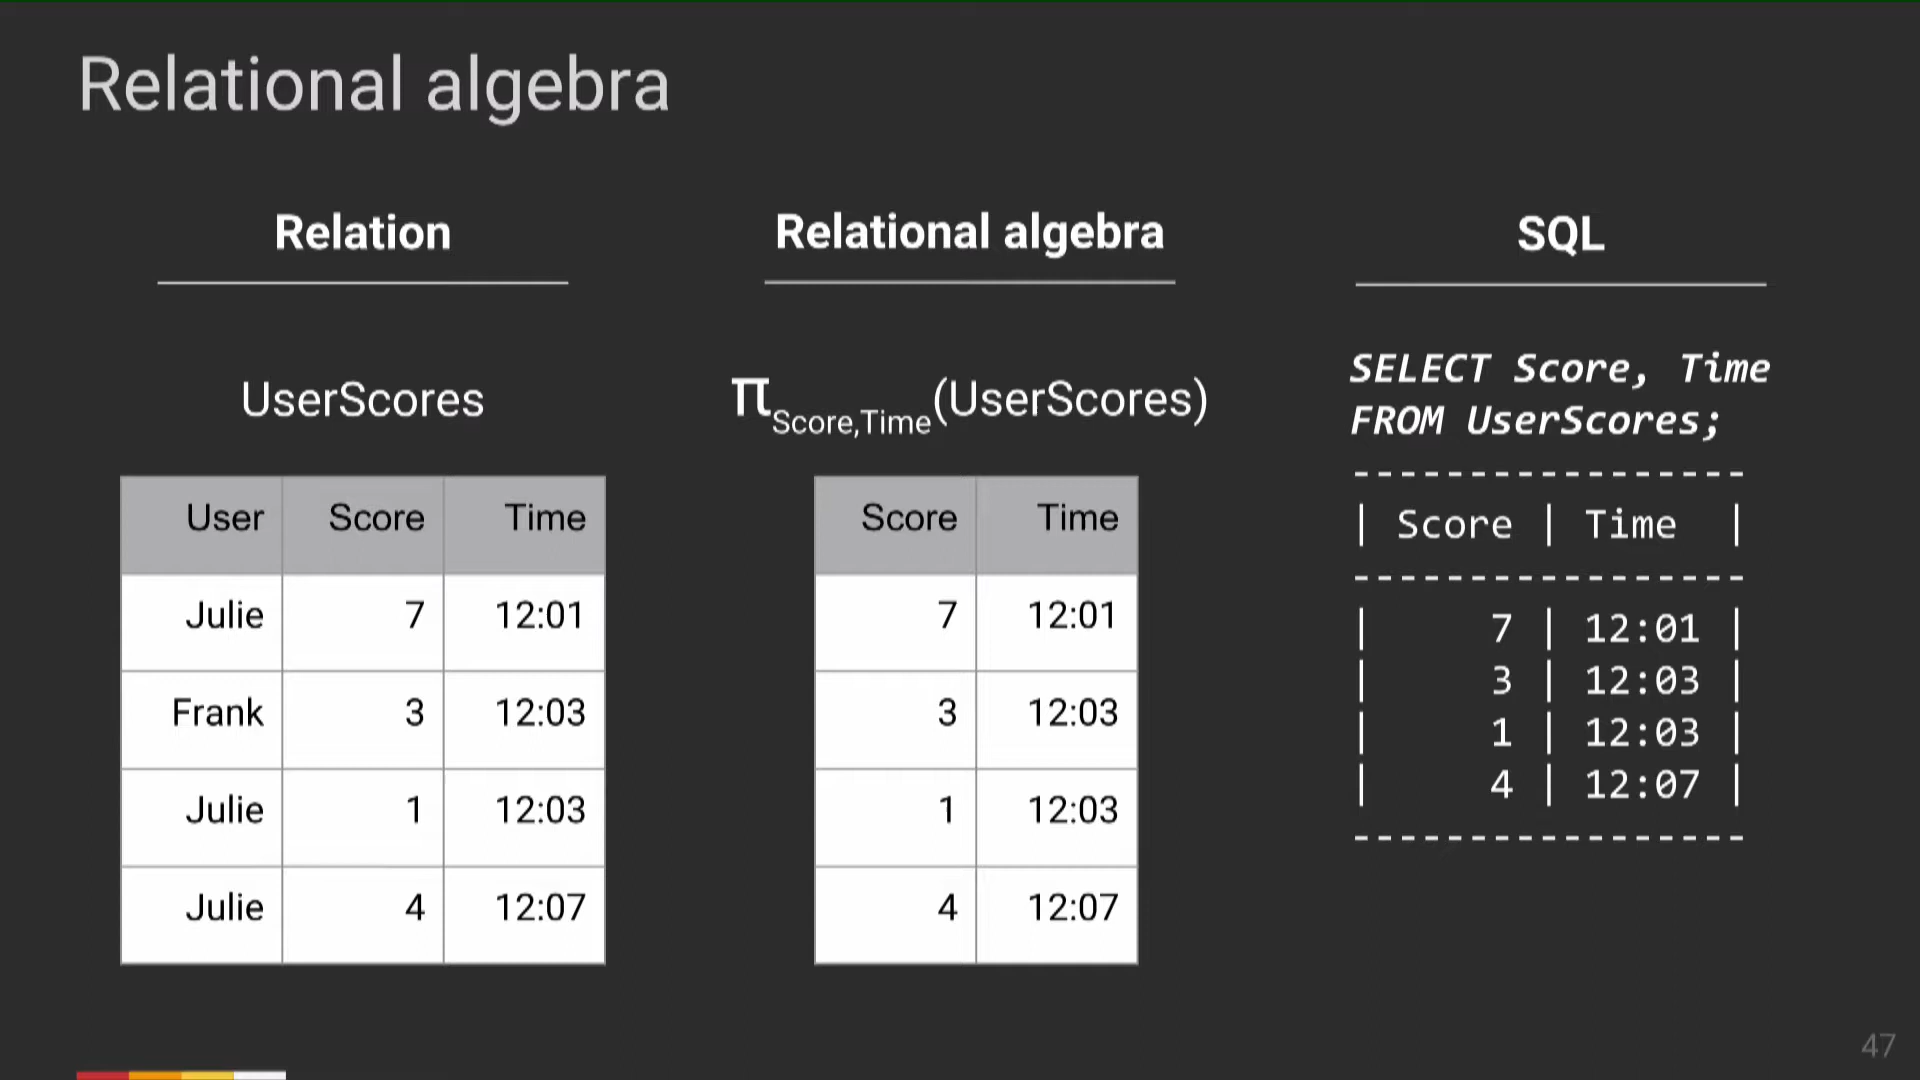 Relational algebra
Relation
UserScores
User Score Time
Julie 7 12:01
Frank 3 12:03
Julie 1 12:03
Julie 4 12:07
Relational algebra
π Score,Time (UserScores)
Score Time
7 12:01
3 12:03
1 12:03
4 12:07
SQL
SELECT Score, Time
FROM UserScores;
-----------------
| Score | Time |
-----------------
| 7 | 12:01 |
| 3 | 12:03 |
| 1 | 12:03 |
| 4 | 12:07 |
-----------------
47